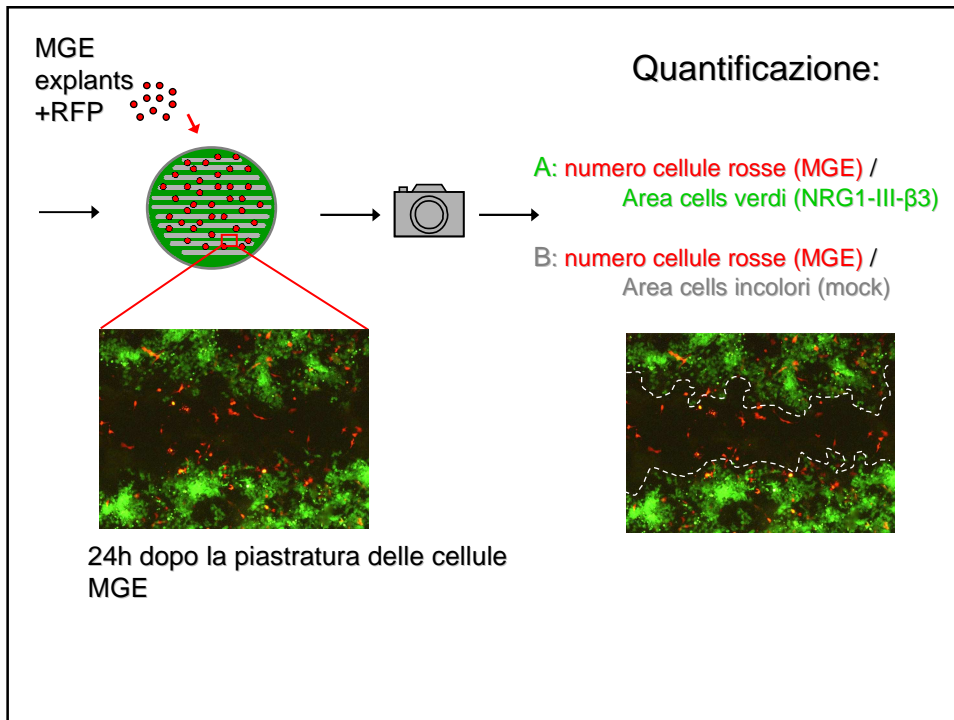 MGE
explants
+RFP
Quantificazione:
A: numero cellule rosse (MGE) /
Area cells verdi (NRG1-III-β3)
B: numero cellule rosse (MGE) /
Area cells incolori (mock)
24h dopo la piastratura delle cellule
MGE